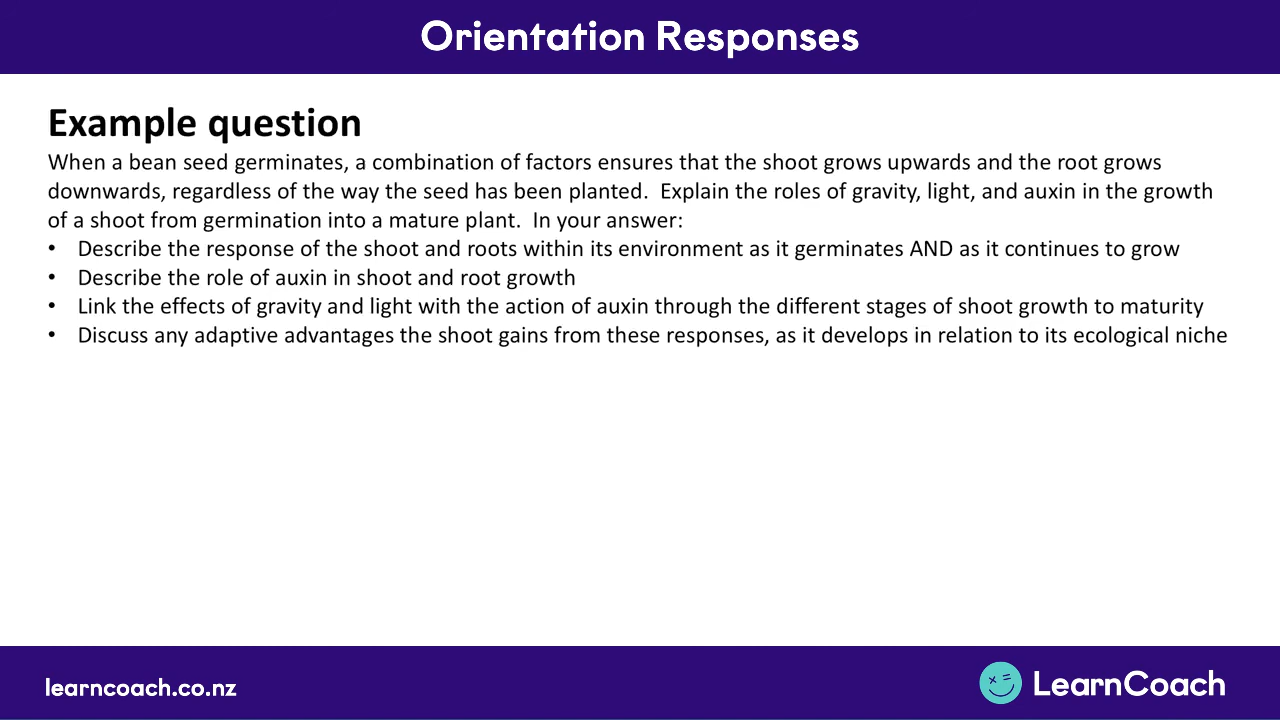 Orientation Responses
Example question
When a bean seed germinates, a combination of factors ensures that the shoot grows upwards and the root grows
downwards, regardless of the way the seed has been planted.  Explain the roles of gravity, light, and auxin in the growth
of a shoot from germination into a mature plant.  In your answer:
• Describe the response of the shoot and roots within its environment as it germinates AND as it continues to grow
• Describe the role of auxin in shoot and root growth
• Link the effects of gravity and light with the action of auxin through the different stages of shoot growth to maturity
• Discuss any adaptive advantages the shoot gains from these responses, as it develops in relation to its ecological niche
learncoach.co.nz
LearnCoach